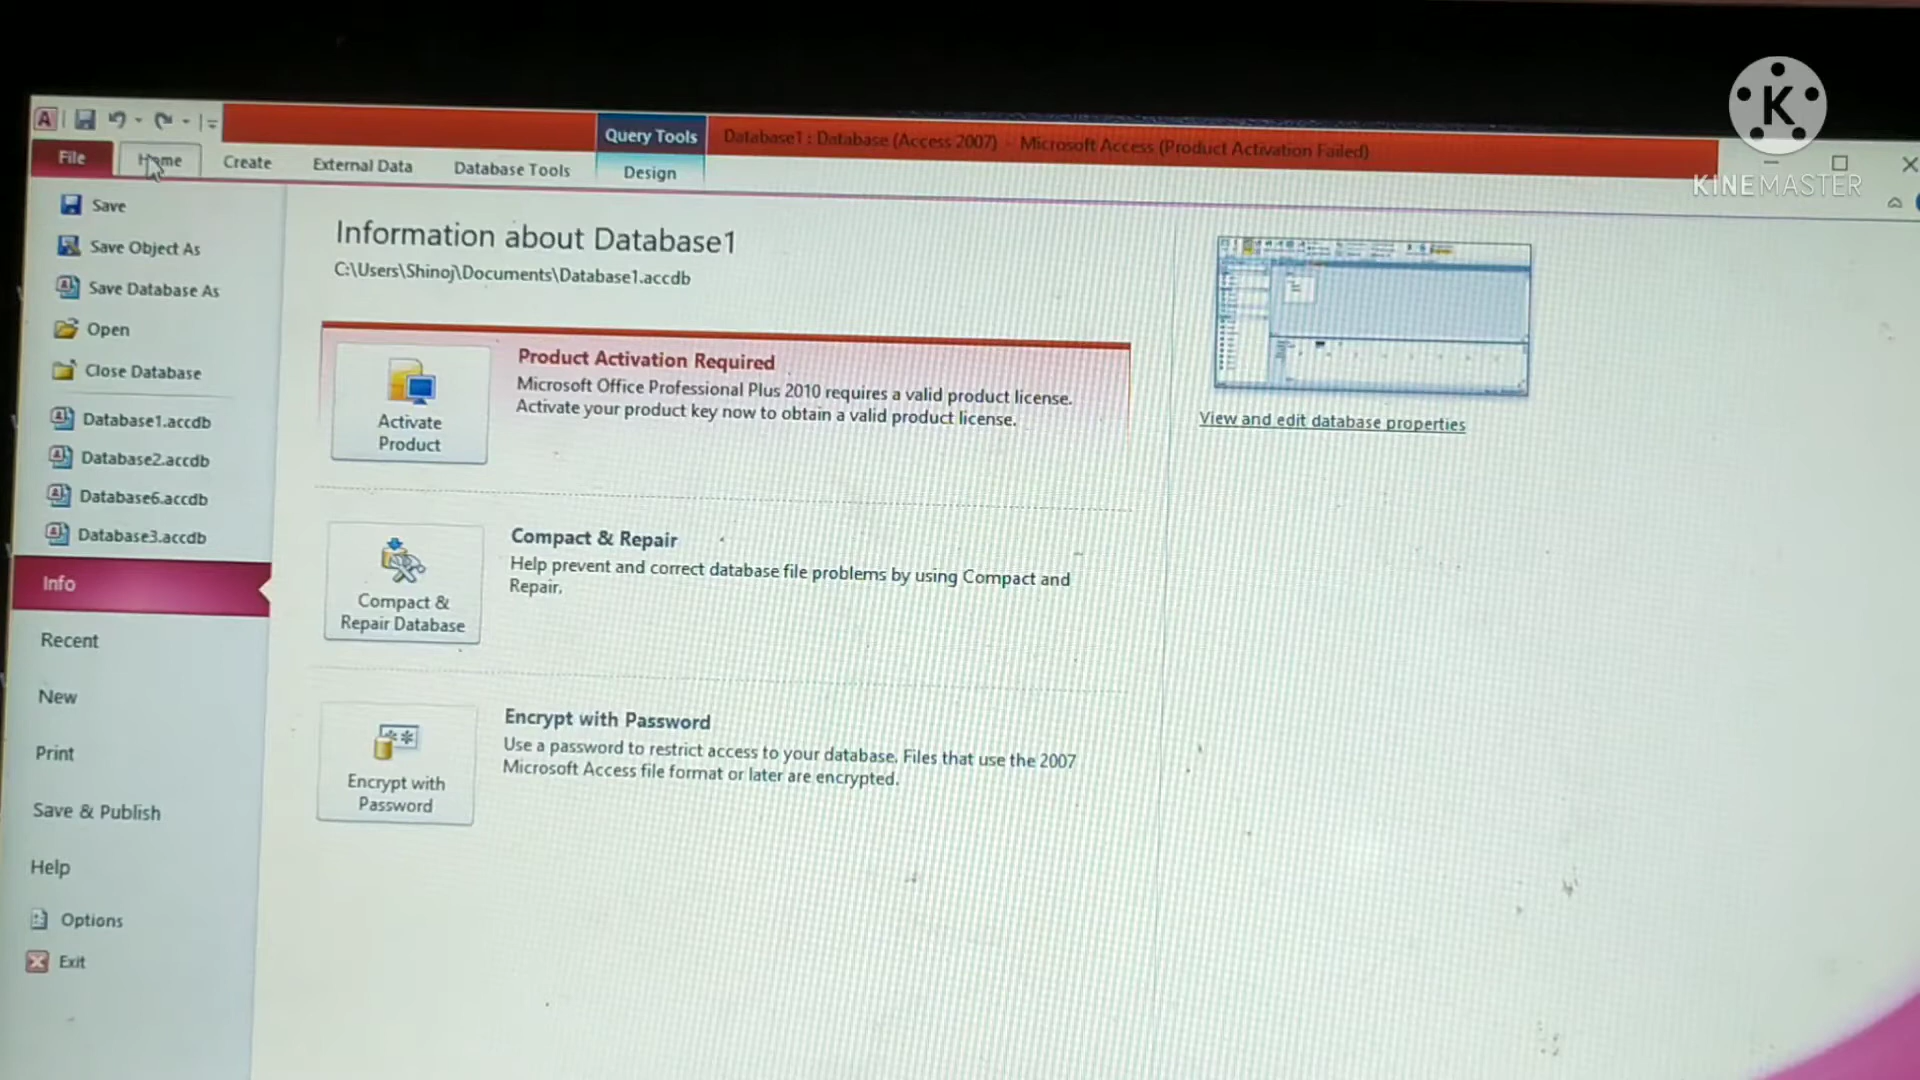 K
KINEMASTER
A
Query Tools
Database1 : Database (Access 2007) - Microsoft Access (Product Activation Failed)
File
Home
Create
External Data
Database Tools
Design
Save
Save Object As
Save Database As
Open
Close Database
Database1.accdb
Database2.accdb
Database6.accdb
Database3.accdb
Info
Recent
New
Print
Save & Publish
Help
Options
Exit
Information about Database1
C:\Users\Shinoj\Documents\Database1.accdb
Activate
Product
Product Activation Required
Microsoft Office Professional Plus 2010 requires a valid product license.
Activate your product key now to obtain a valid product license.
Compact &
Repair Database
Compact & Repair
Help prevent and correct database file problems by using Compact and
Repair.
Encrypt with
Password
Encrypt with Password
Use a password to restrict access to your database. Files that use the 2007
Microsoft Access file format or later are encrypted.
View and edit database properties